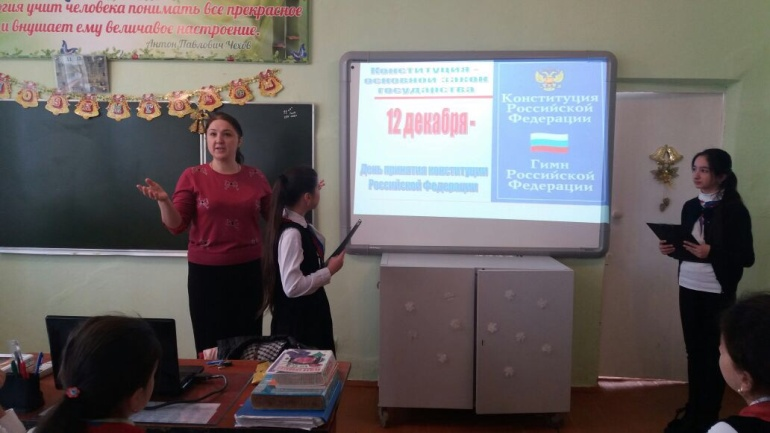 огия учит человека понимать все прекрасное
и внушает ему величавое настроение.
Антон Павлович Чехов
Конституция -
основной закон
государства
12 декабря-
День принятия конституции
Российской Федерации
Конституция
Российской
Федерации
Гимн
Российской
Федерации